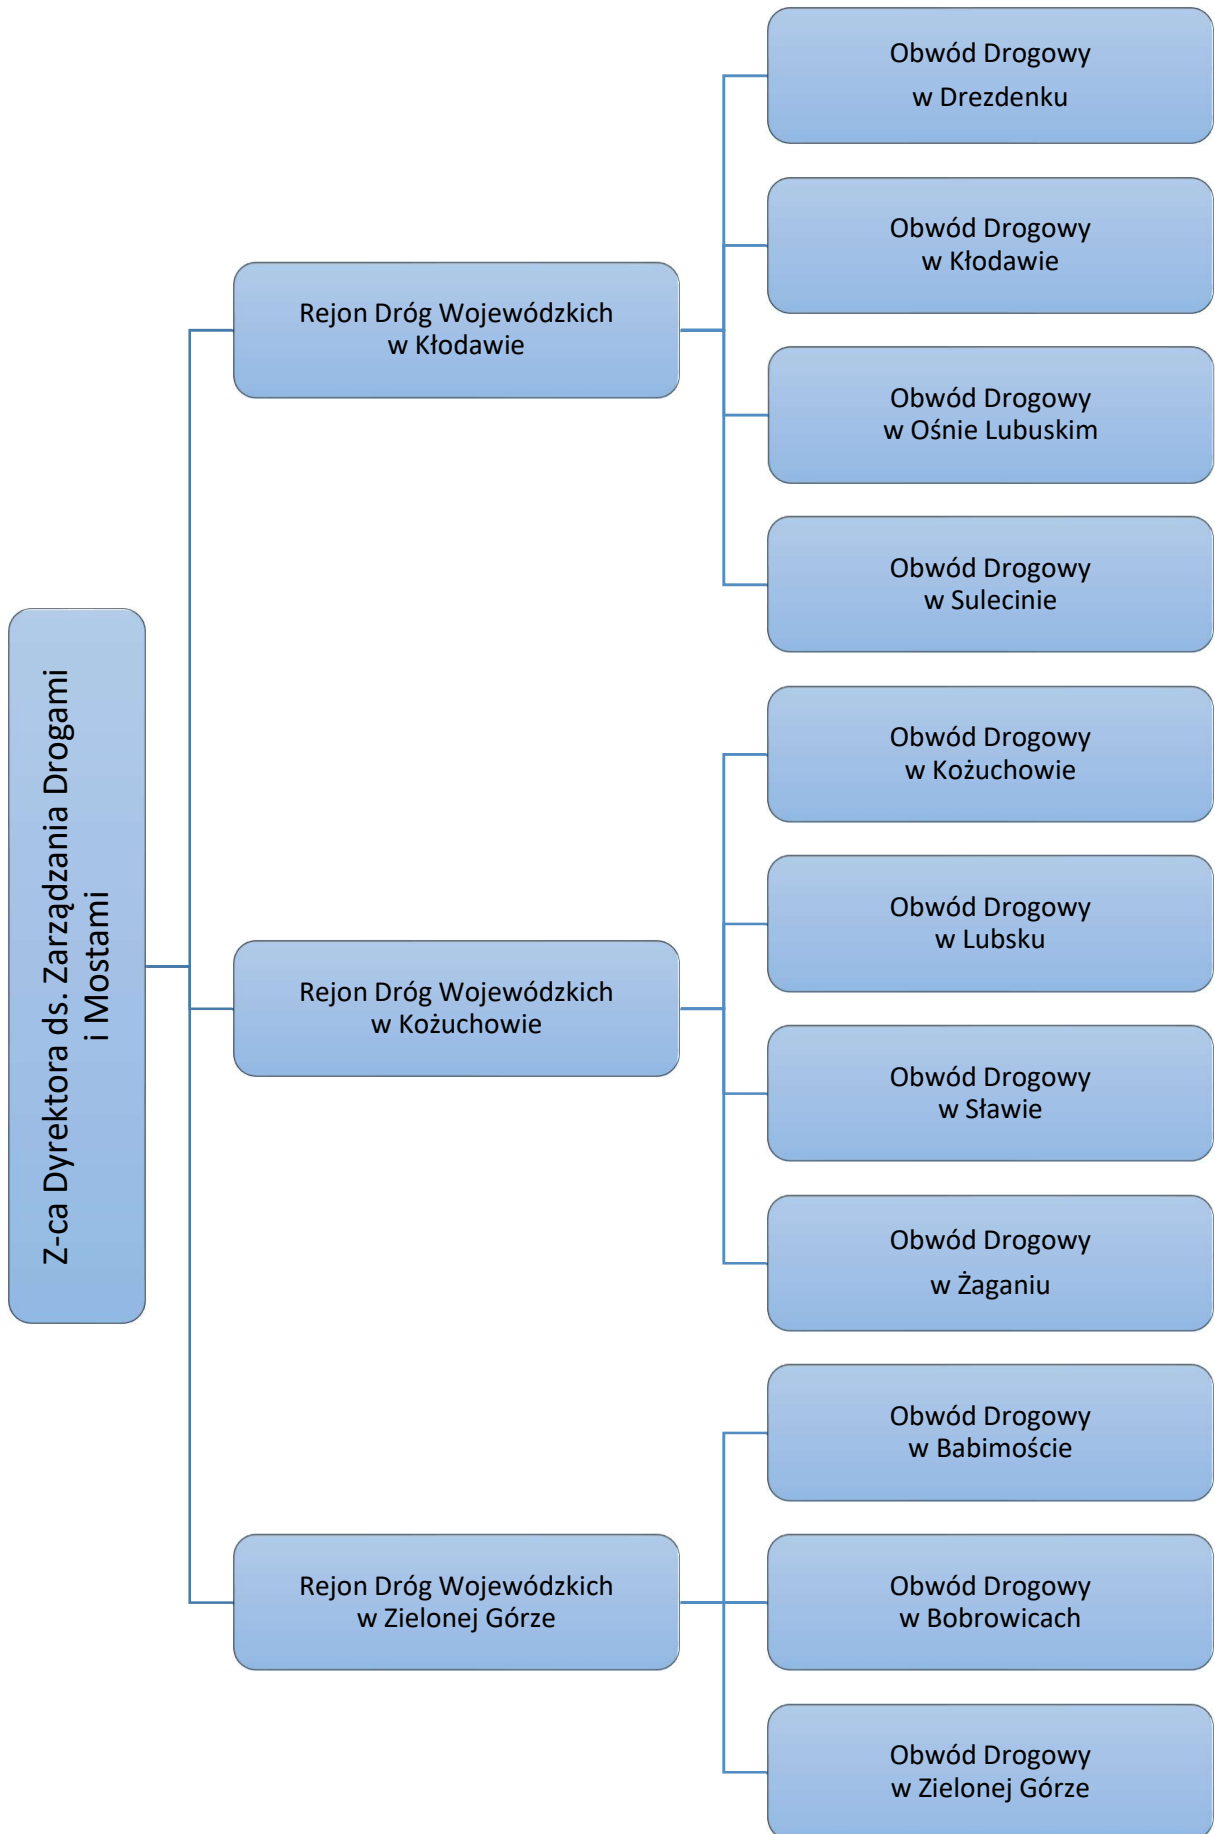 Z-ca Dyrektora ds. Zarządzania Drogami
i Mostami
Rejon Dróg Wojewódzkich
w Kłodawie
Obwód Drogowy
w Drezdenku
Obwód Drogowy
w Kłodawie
Obwód Drogowy
w Ośnie Lubuskim
Obwód Drogowy
w Sulecinie
Rejon Dróg Wojewódzkich
w Kożuchowie
Obwód Drogowy
w Kożuchowie
Obwód Drogowy
w Lubsku
Obwód Drogowy
w Sławie
Obwód Drogowy
w Żaganiu
Rejon Dróg Wojewódzkich
w Zielonej Górze
Obwód Drogowy
w Babimoście
Obwód Drogowy
w Bobrowicach
Obwód Drogowy
w Zielonej Górze